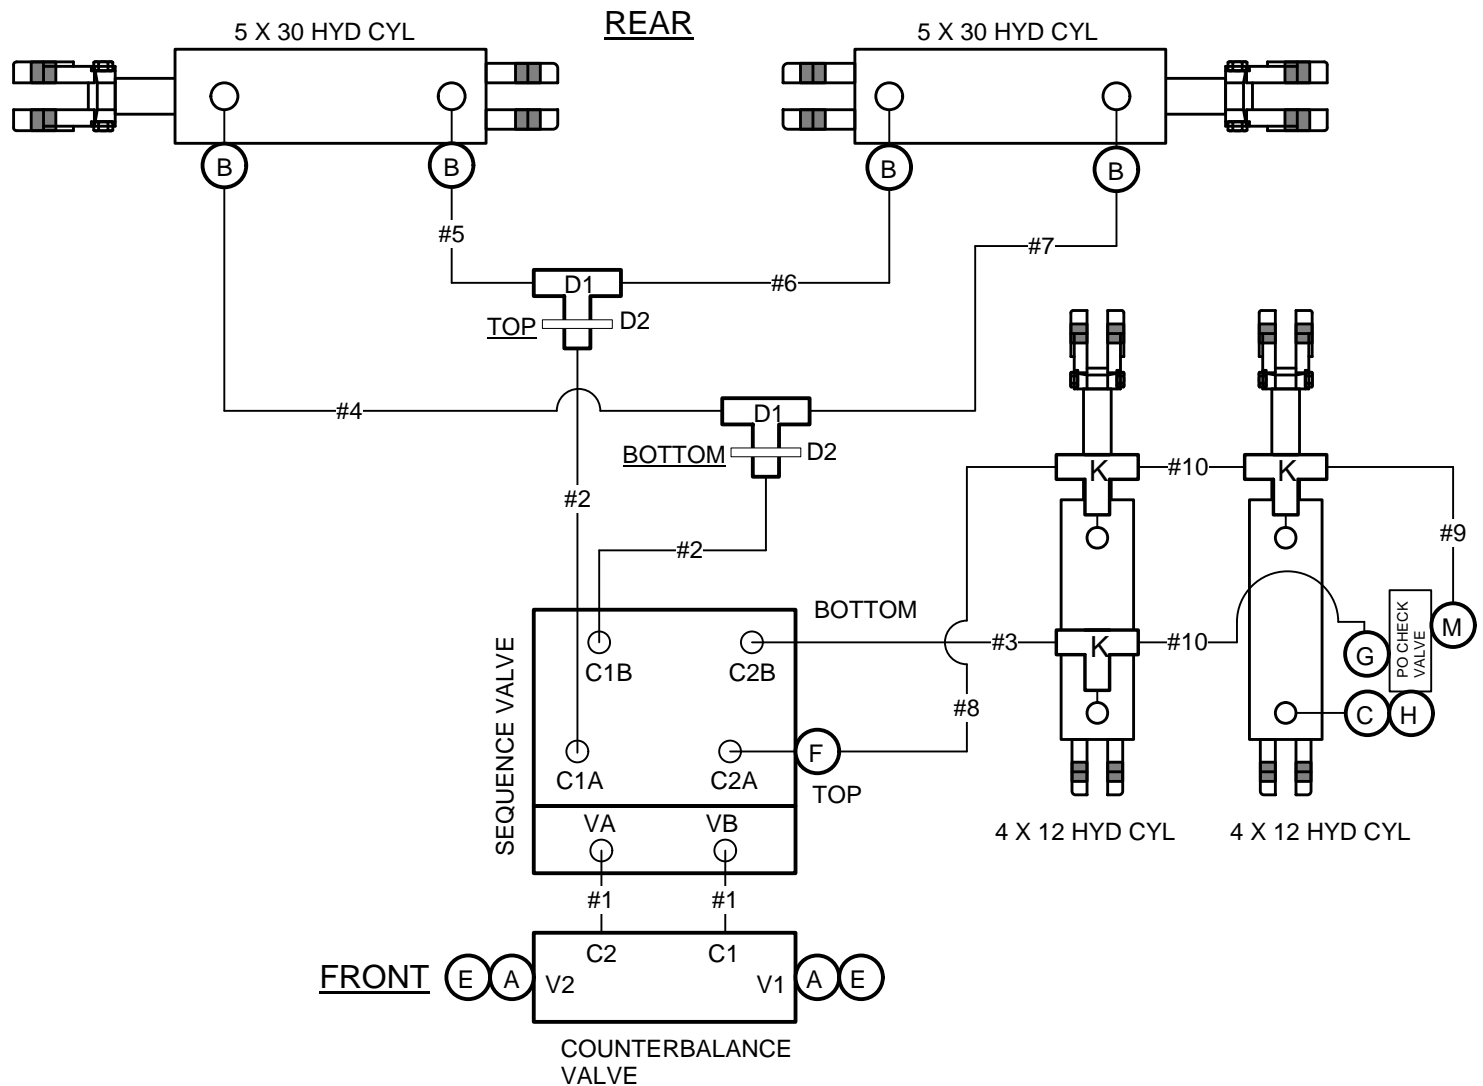 REAR
5 X 30 HYD CYL
5 X 30 HYD CYL
B
B
B
B
#5
#7
D1
#6
TOP
D2
#4
D1
BOTTOM
D2
K
#10
K
#2
#9
#2
BOTTOM
#3
K
#10
G
PO CHECK
VALVE
M
SEQUENCE VALVE
C1B
C2B
#8
C
H
C1A
C2A
F
TOP
VA
VB
4 X 12 HYD CYL
4 X 12 HYD CYL
#1
#1
C2
C1
FRONT
E
A
V2
V1
A
E
COUNTERBALANCE
VALVE